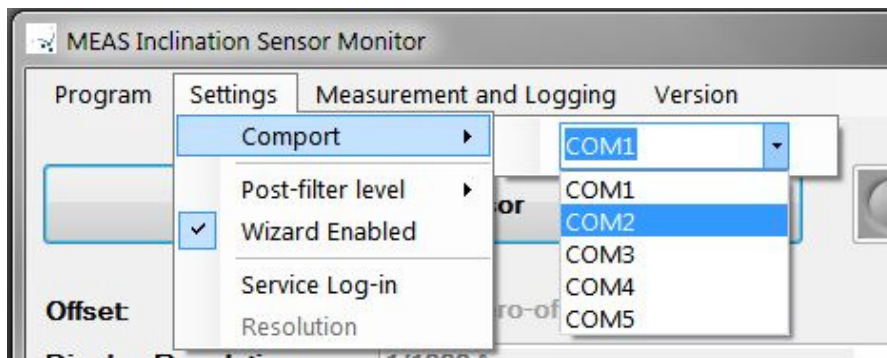 MEAS Inclination Sensor Monitor
Program Settings Measurement and Logging Version
Comport COM1
COM1
Post-filter level
COM2
Wizard Enabled
COM3
Service Log-in
COM4
Offset:
COM5
Resolution